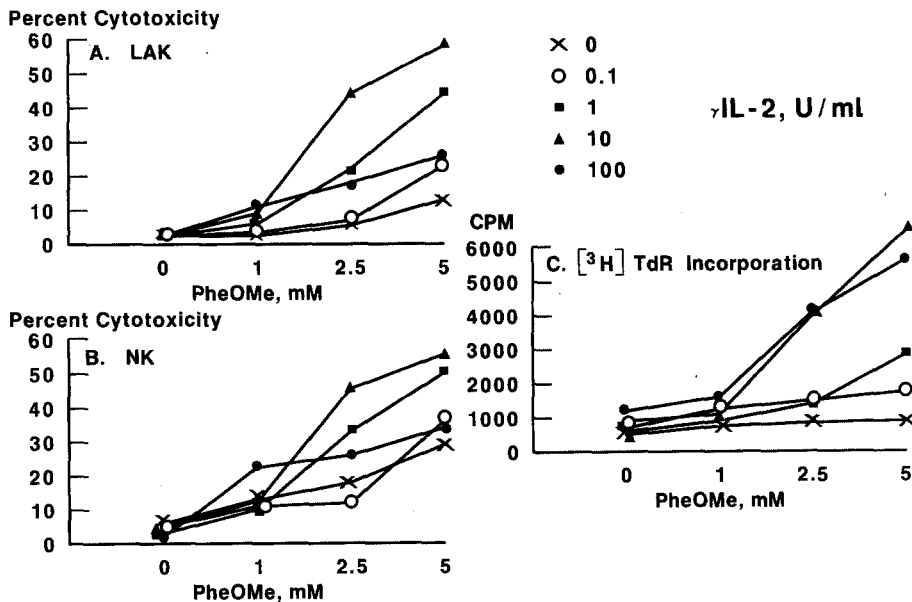 Percent Cytotoxicity
A. LAK
60
50
40
30
20
10
0
0 1 2.5 5
PheOMe, mM
0
0.1
1
10
100
γIL-2, U/ml
Percent Cytotoxicity
B. NK
60
50
40
30
20
10
0
0 1 2.5 5
PheOMe, mM
CPM
C. [³H] TdR Incorporation
6000
5000
4000
3000
2000
1000
0
0 1 2.5 5
PheOMe, mM